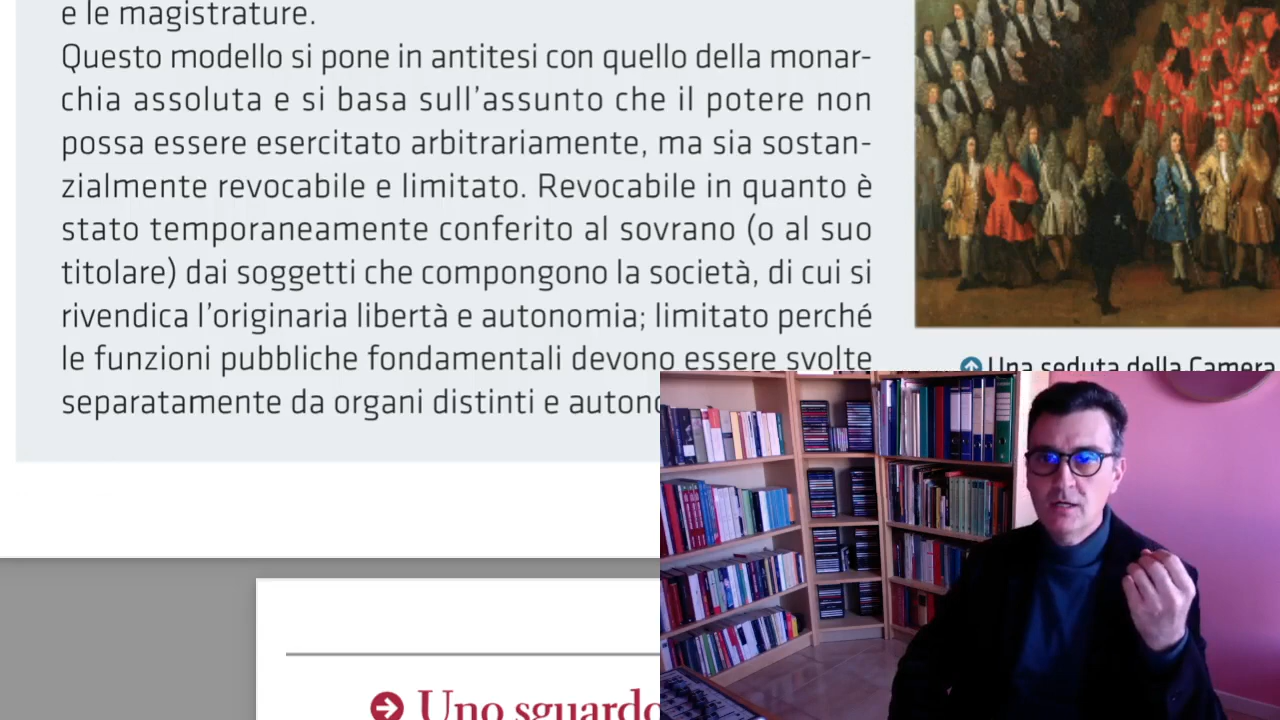 e le magistrature.
Questo modello si pone in antitesi con quello della monar-
chia assoluta e si basa sull'assunto che il potere non
possa essere esercitato arbitrariamente, ma sia sostan-
zialmente revocabile e limitato. Revocabile in quanto è
stato temporaneamente conferito al sovrano (o al suo
titolare) dai soggetti che compongono la società, di cui si
rivendica l'originaria libertà e autonomia; limitato perché
le funzioni pubbliche fondamentali devono essere svolte
separatamente da organi distinti e
Una seduta della Camera
Uno sguardo